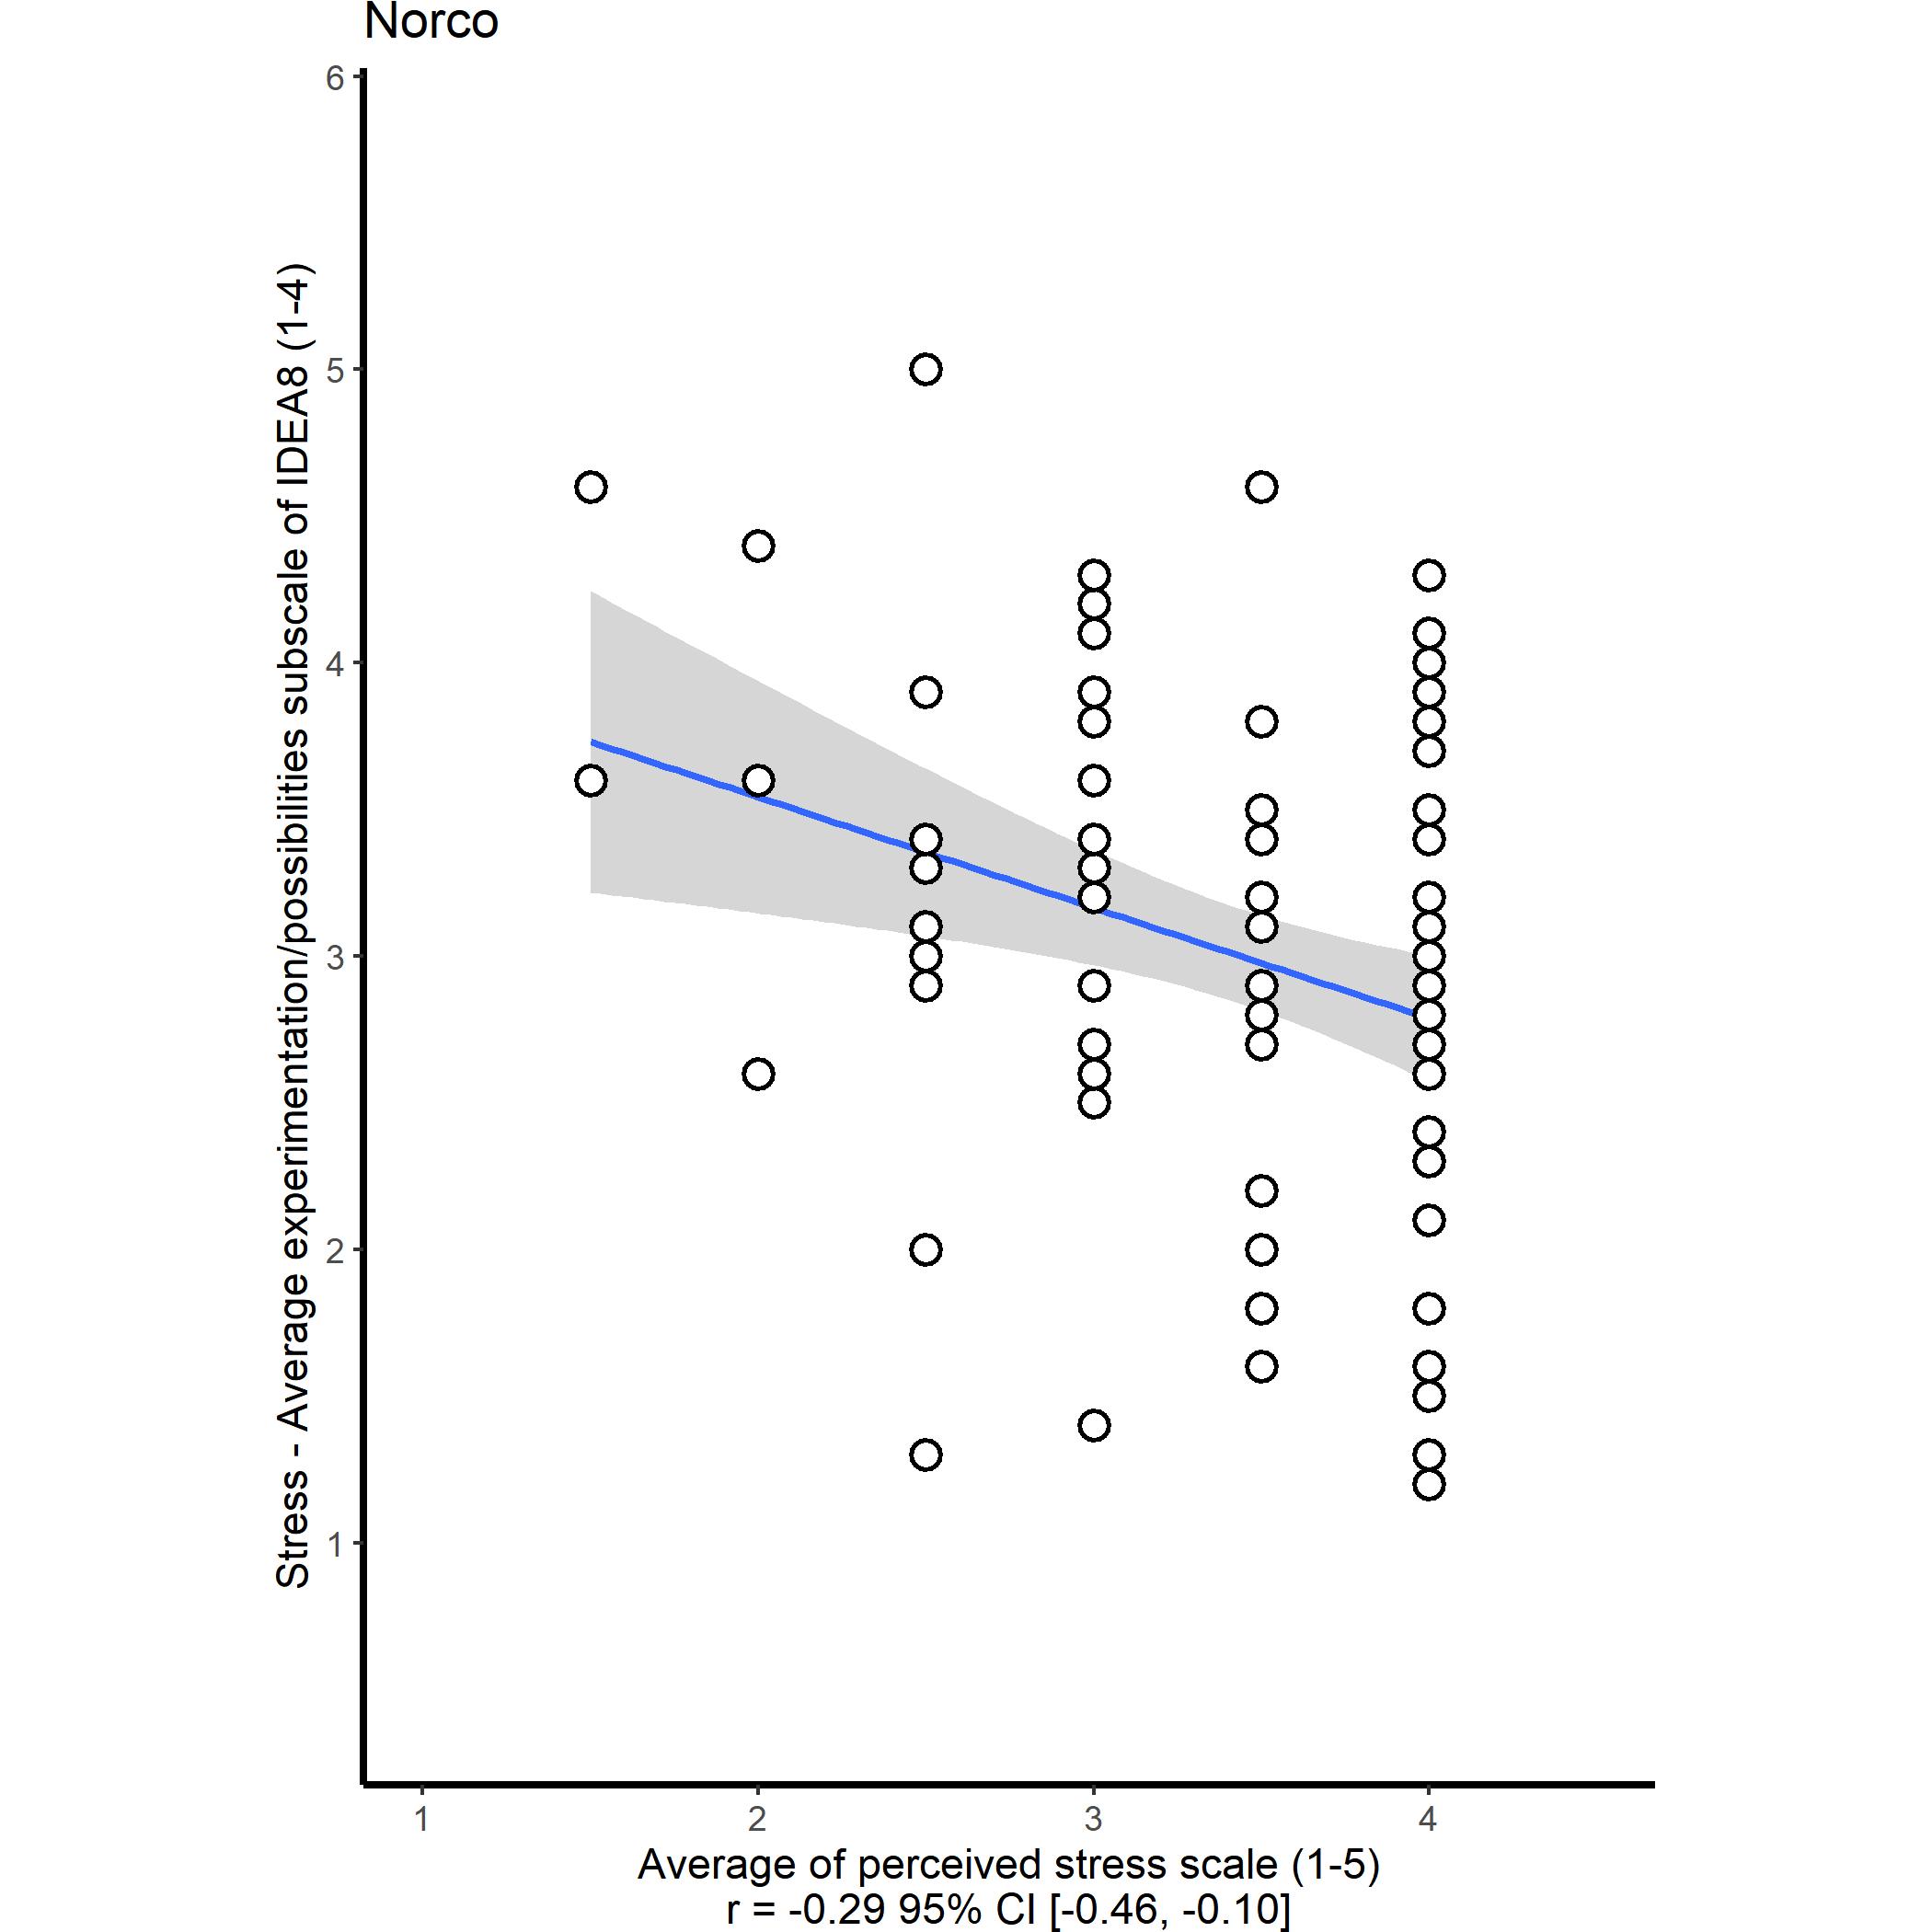 Norco
Stress - Average experimentation/possibilities subscale of IDEA8 (1-4)
6
5
4
3
2
1
1 2 3 4
Average of perceived stress scale (1-5)
r = -0.29 95% CI [-0.46, -0.10]